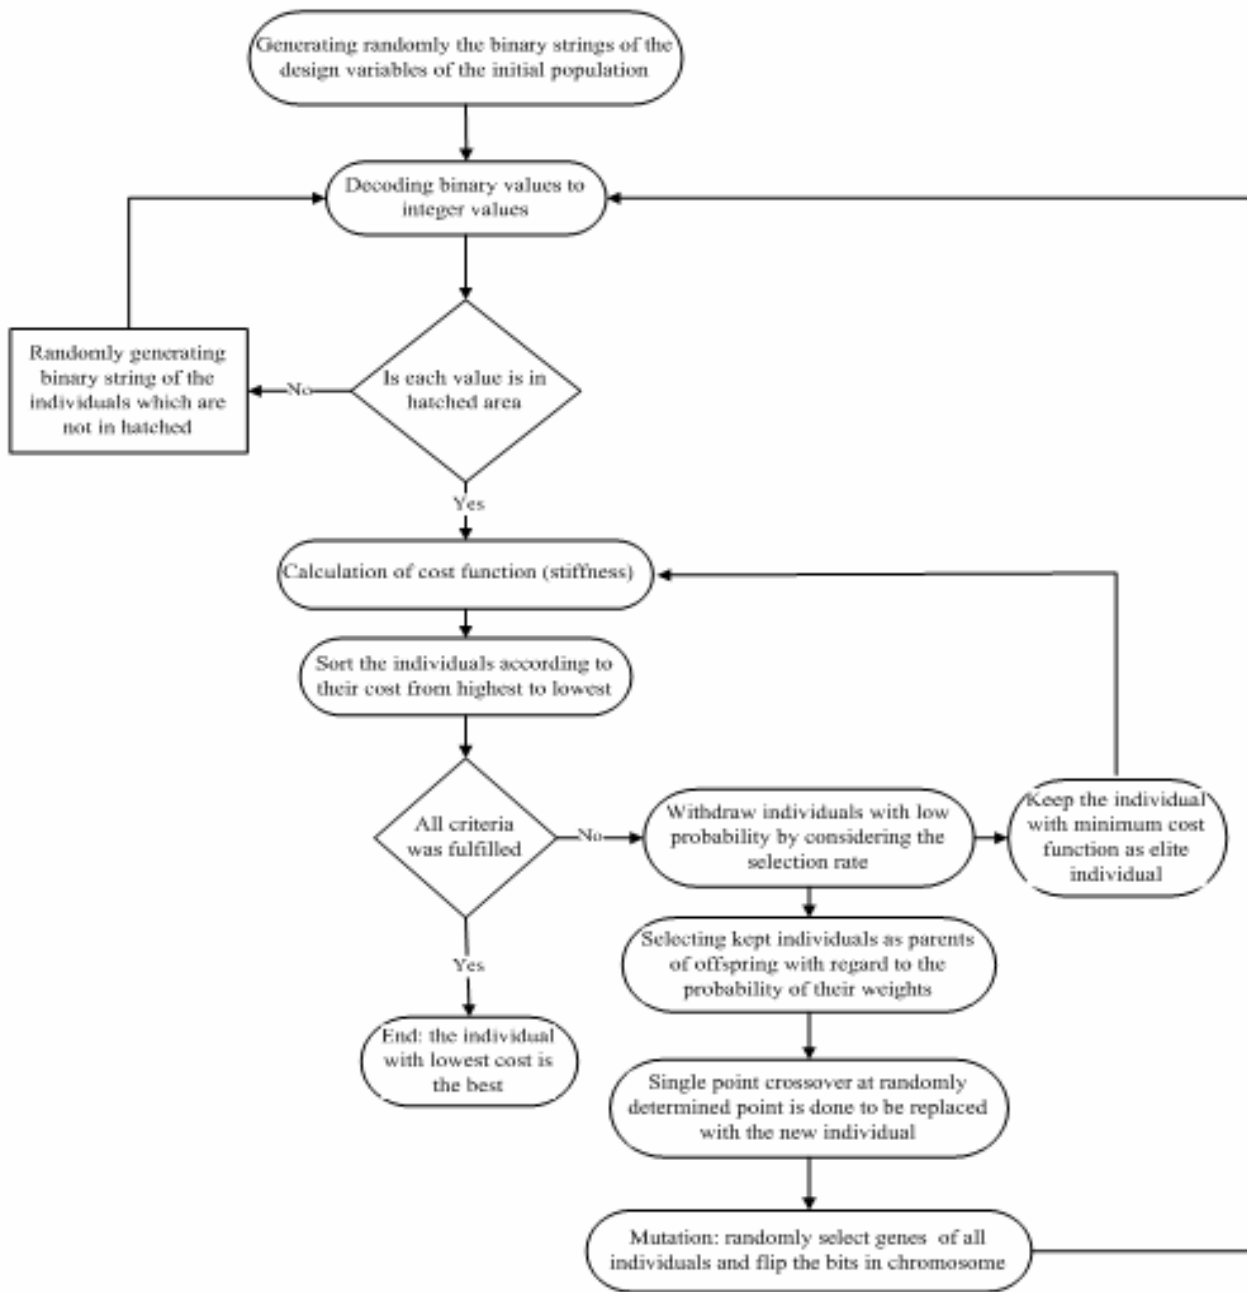 Generating randomly the binary strings of the
design variables of the initial population
Decoding binary values to
integer values
Randomly generating
binary string of the
individuals which are
not in hatched
No
Is each value is in
hatched area
Yes
Calculation of cost function (stiffness)
Sort the individuals according to
their cost from highest to lowest
All criteria
was fulfilled
No
Withdraw individuals with low
probability by considering the
selection rate
Keep the individual
with minimum cost
function as elite
individual
Selecting kept individuals as parents
of offspring with regard to the
probability of their weights
Yes
End: the individual
with lowest cost is
the best
Single point crossover at randomly
determined point is done to be replaced
with the new individual
Mutation: randomly select genes of all
individuals and flip the bits in chromosome